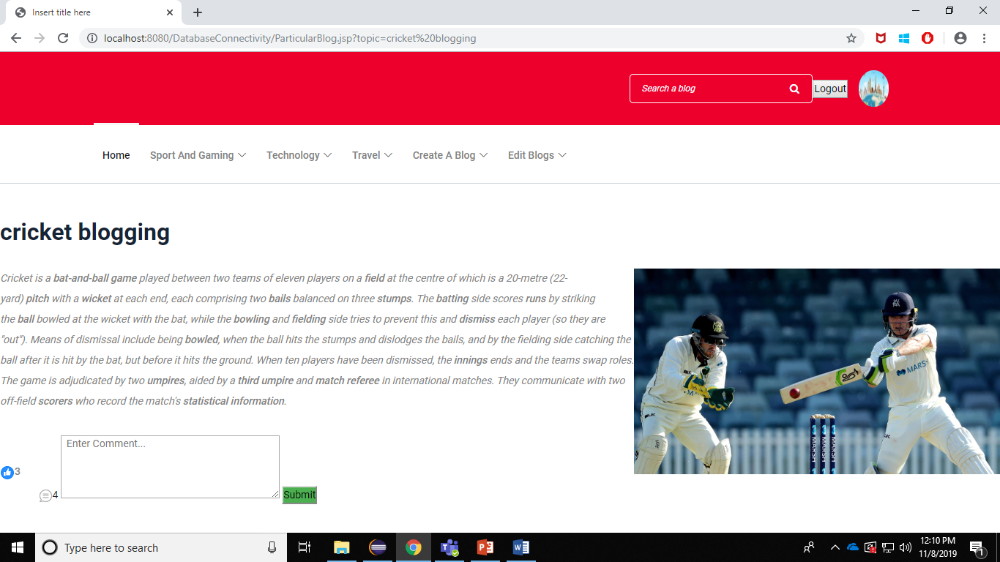 Insert title here
localhost:8080/DatabaseConnectivity/ParticularBlog.jsp?topic=cricket%20blogging
Search a blog
Logout
Home Sport And Gaming Technology Travel Create A Blog Edit Blogs
cricket blogging
Cricket is a bat-and-ball game played between two teams of eleven players on a field at the centre of which is a 20-metre (22-
yard) pitch with a wicket at each end, each comprising two bails balanced on three stumps. The batting side scores runs by striking
the ball bowled at the wicket with the bat, while the bowling and fielding side tries to prevent this and dismiss each player (so they are
"out"). Means of dismissal include being bowled, when the ball hits the stumps and dislodges the bails, and by the fielding side catching the
ball after it is hit by the bat, but before it hits the ground. When ten players have been dismissed, the innings ends and the teams swap roles.
The game is adjudicated by two umpires, aided by a third umpire and match referee in international matches. They communicate with two
off-field scorers who record the match's statistical information.
MARSH
BLK
MARSH MARSH MARSH
Enter Comment...
3
4
Submit
Type here to search
12:10 PM
11/8/2019
1